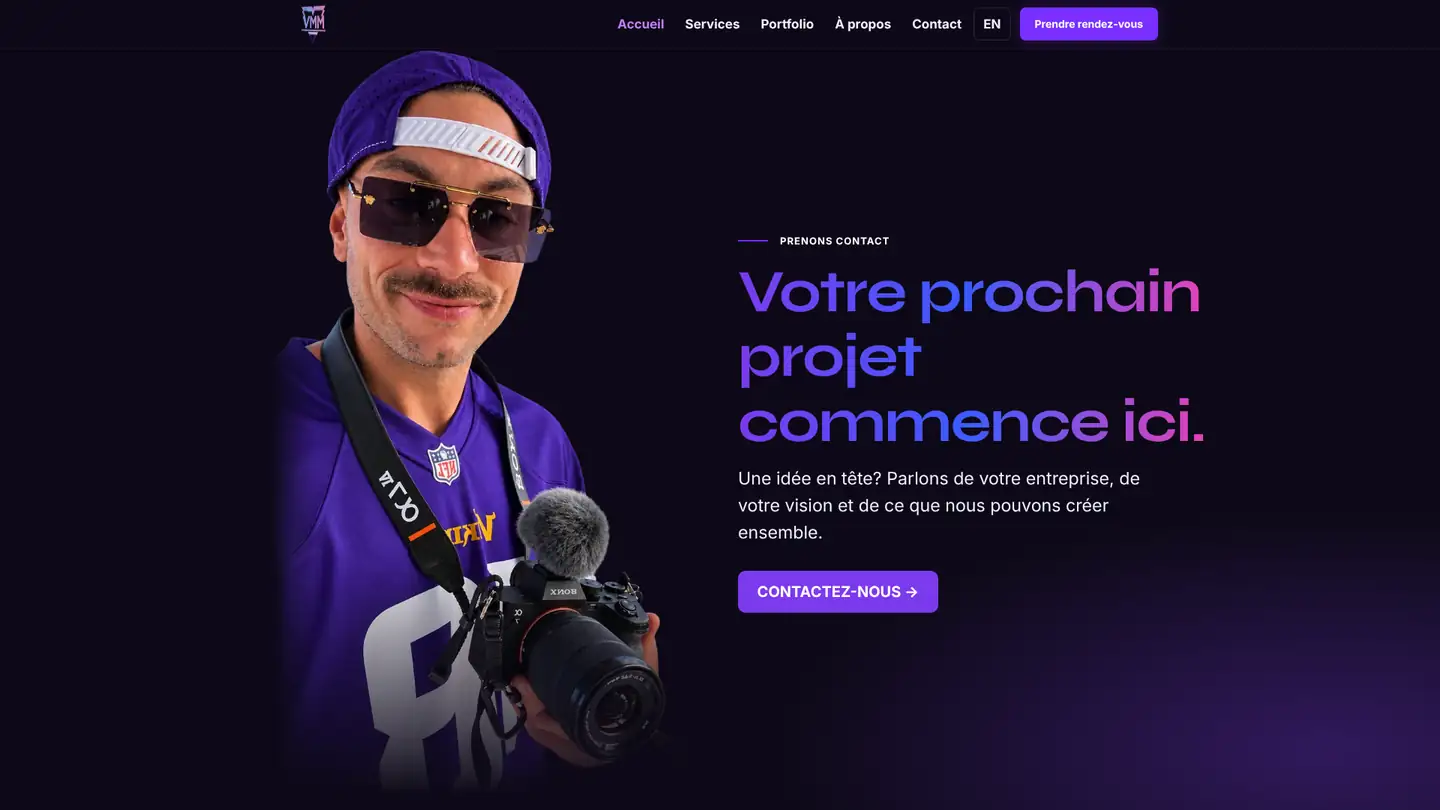 VMM
Accueil Services Portfolio À propos Contact EN Prendre rendez-vous
PRENONS CONTACT
Votre prochain
projet
commence ici.
Une idée en tête? Parlons de votre entreprise, de
votre vision et de ce que nous pouvons créer
ensemble.
CONTACTEZ-NOUS →
NFL